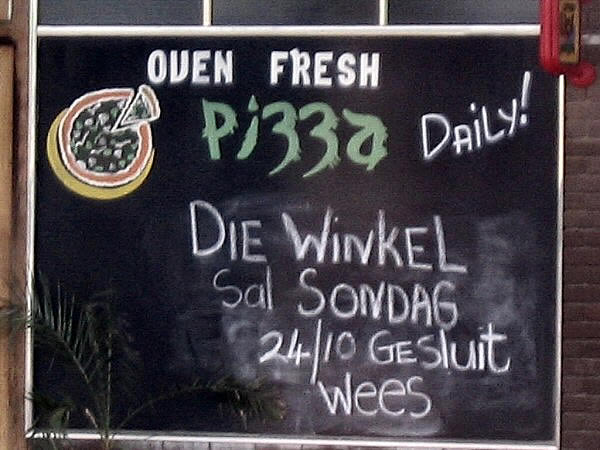 OVEN FRESH
Pizza DAiLy!
DIE WiNKEL
Sal SONDAG
24/10 GESluit
Wees